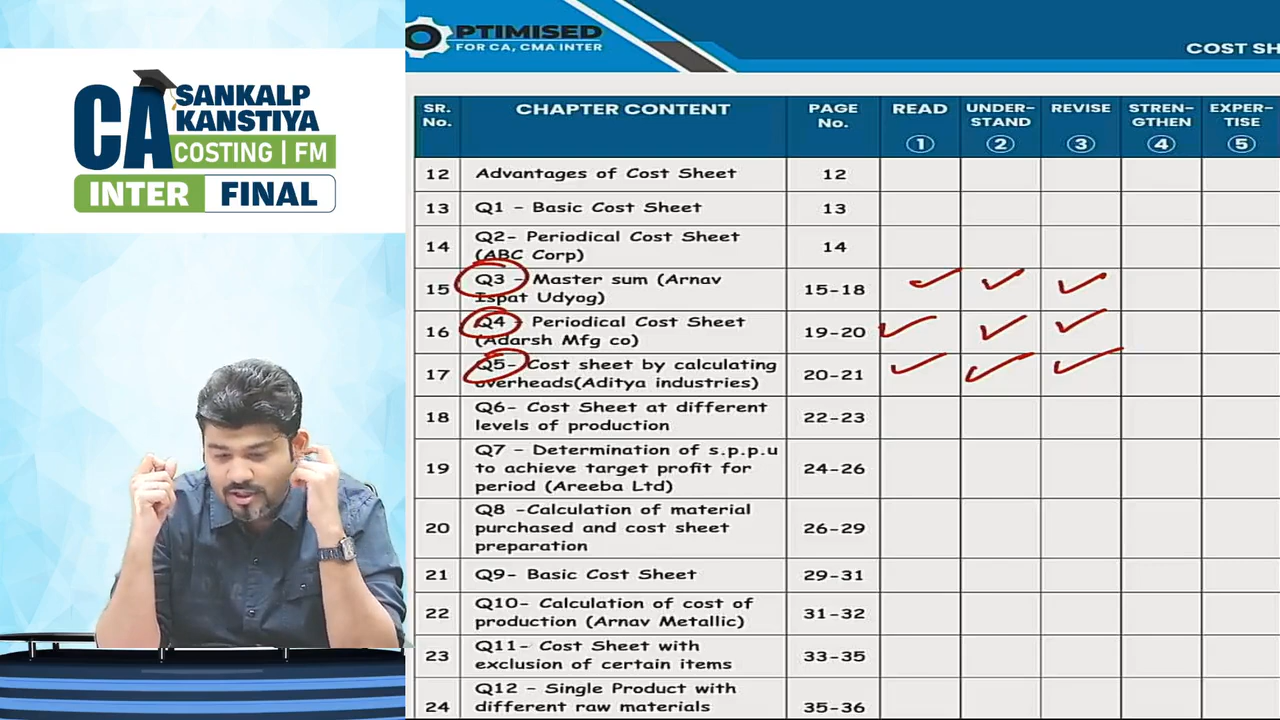 CA SANKALP
KANSTIYA
COSTING | FM
INTER FINAL
PTIMISED
FOR CA, CMA INTER
COST SH
SR. No. CHAPTER CONTENT PAGE No. READ ① UNDER-STAND ② REVISE ③ STREN-GTHEN ④ EXPER-TISE ⑤
12 Advantages of Cost Sheet 12
13 Q1 - Basic Cost Sheet 13
14 Q2- Periodical Cost Sheet
(ABC Corp) 14
15 Q3 - Master sum (Arnav
Ispat Udyog) 15-18
16 Q4 - Periodical Cost Sheet
(Adarsh Mfg co) 19-20
17 Q5- Cost sheet by calculating
overheads(Aditya industries) 20-21
18 Q6- Cost Sheet at different
levels of production 22-23
19 Q7 - Determination of s.p.p.u
to achieve target profit for
period (Areeba Ltd) 24-26
20 Q8 -Calculation of material
purchased and cost sheet
preparation 26-29
21 Q9- Basic Cost Sheet 29-31
22 Q10- Calculation of cost of
production (Arnav Metallic) 31-32
23 Q11- Cost Sheet with
exclusion of certain items 33-35
24 Q12 - Single Product with
different raw materials 35-36